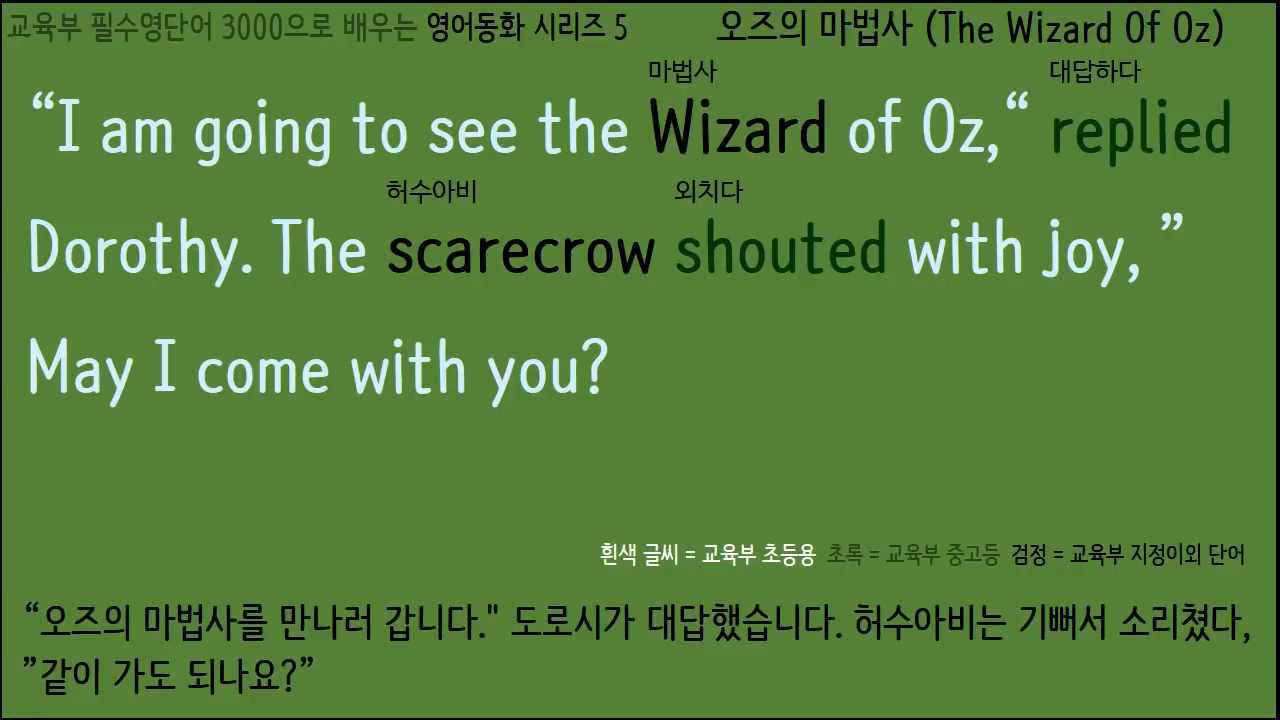 교육부 필수영단어 3000으로 배우는 영어동화 시리즈 5 오즈의 마법사 (The Wizard Of Oz)
마법사 대답하다
“I am going to see the Wizard of Oz,“ replied
허수아비 외치다
Dorothy. The scarecrow shouted with joy, ”
May I come with you?
흰색 글씨 = 교육부 초등용 초록 = 교육부 중고등 검정 = 교육부 지정이외 단어
“오즈의 마법사를 만나러 갑니다." 도로시가 대답했습니다. 허수아비는 기뻐서 소리쳤다,
”같이 가도 되나요?”